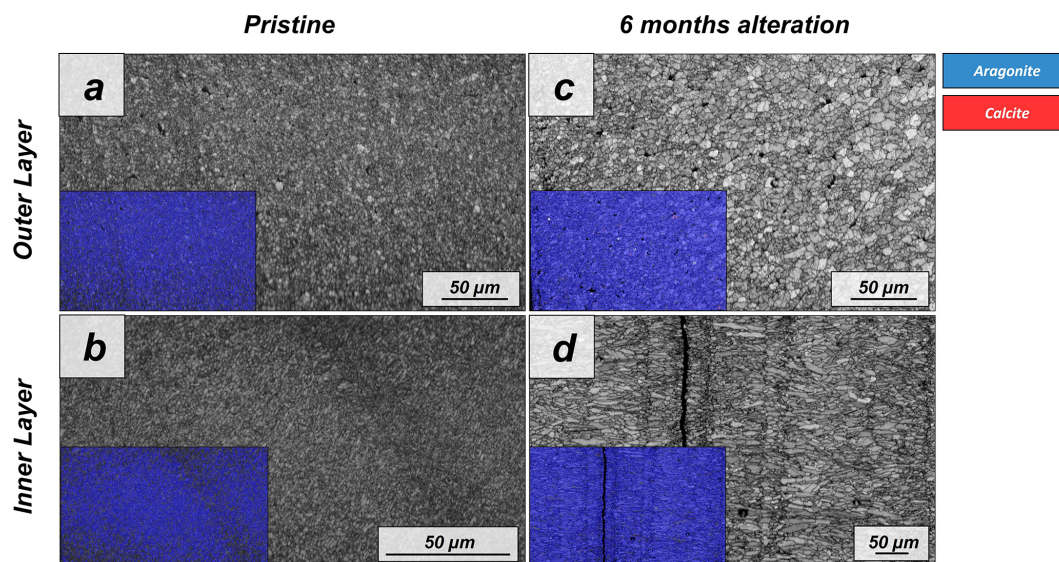 Pristine
6 months alteration
Outer Layer
a
50 µm
c
50 µm
Aragonite
Calcite
Inner Layer
b
50 µm
d
50 µm